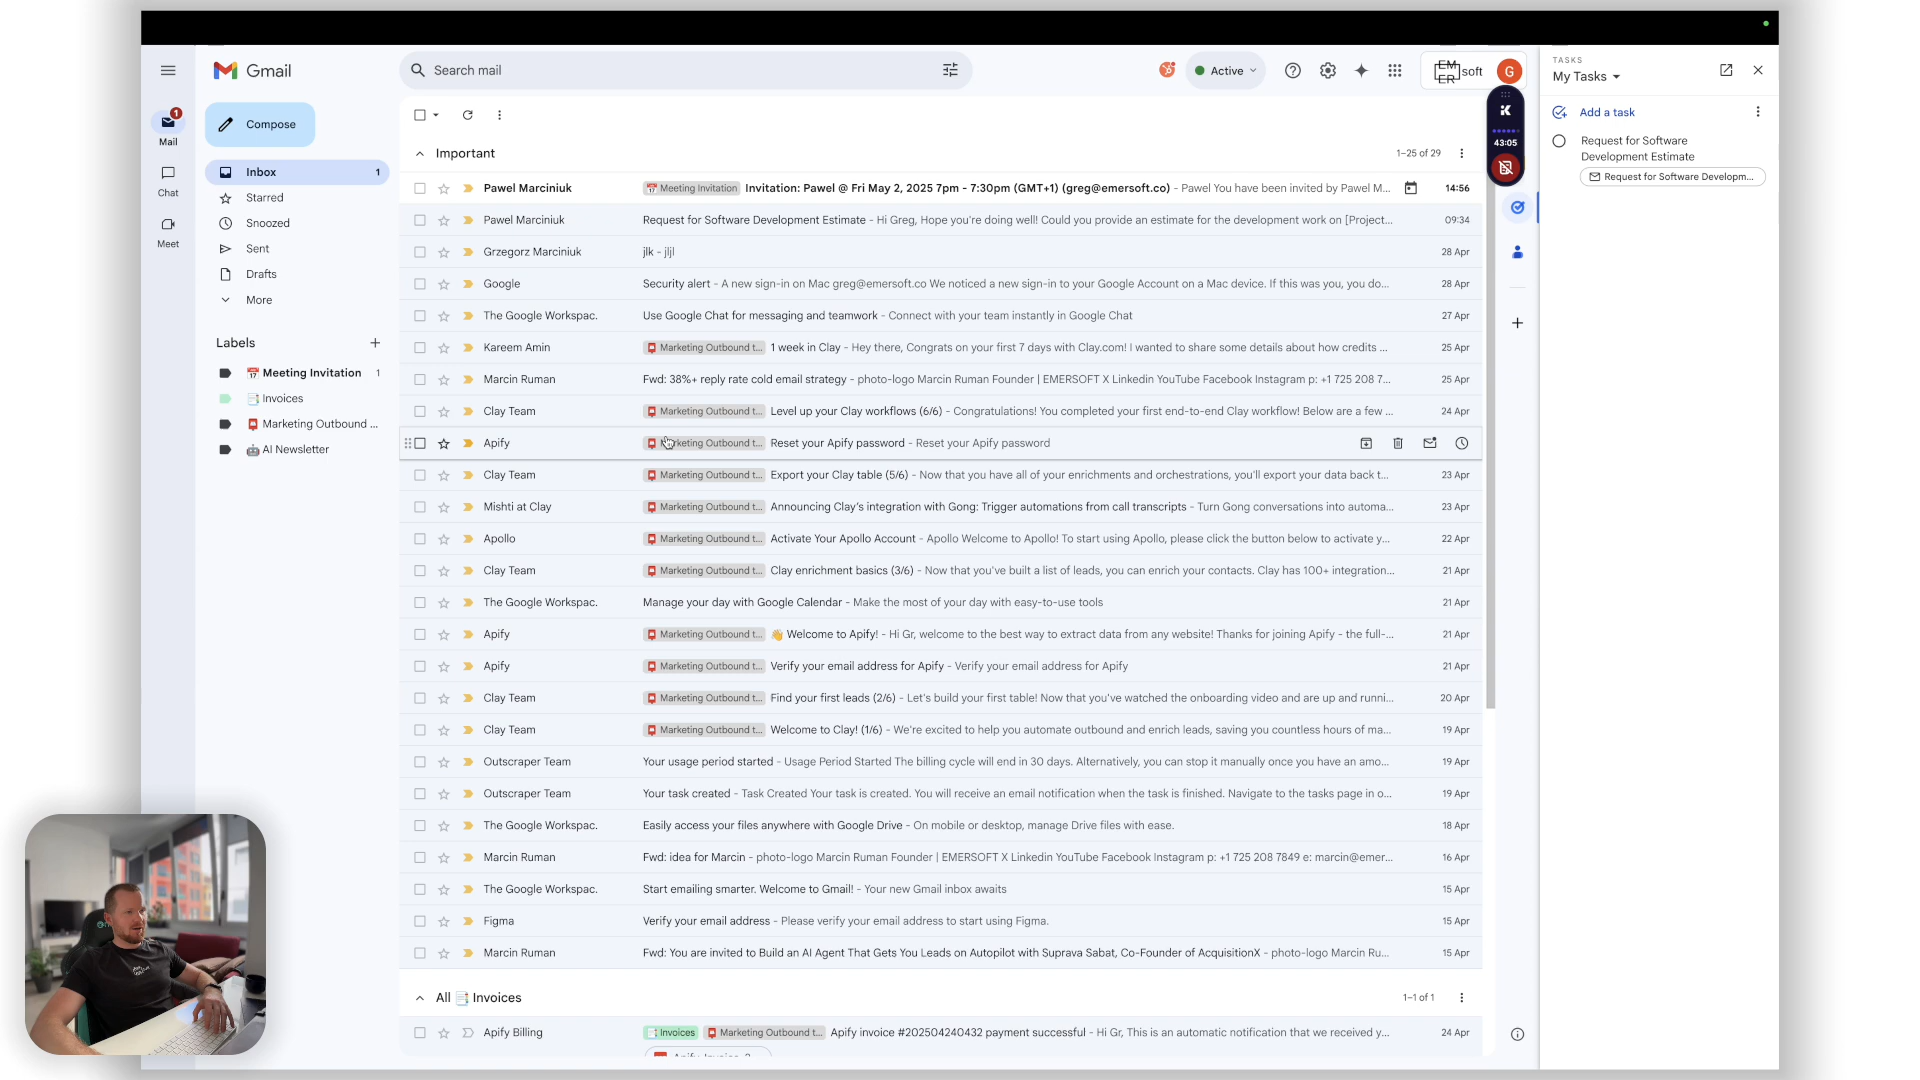 Gmail
Search mail
Active
EM
ER
soft
G
TASKS
My Tasks
1
Mail
Chat
Meet
Compose
Inbox 1
Starred
Snoozed
Sent
Drafts
More
Labels
📅 Meeting Invitation 1
📑 Invoices
📮 Marketing Outbound ...
🤖 AI Newsletter
Important 1–25 of 29
Pawel Marciniuk 📅 Meeting Invitation Invitation: Pawel @ Fri May 2, 2025 7pm - 7:30pm (GMT+1) (greg@emersoft.co) - Pawel You have been invited by Pawel M... 14:56
Pawel Marciniuk Request for Software Development Estimate - Hi Greg, Hope you're doing well! Could you provide an estimate for the development work on [Project... 09:34
Grzegorz Marciniuk jlk - jljl 28 Apr
Google Security alert - A new sign-in on Mac greg@emersoft.co We noticed a new sign-in to your Google Account on a Mac device. If this was you, you do... 28 Apr
The Google Workspac. Use Google Chat for messaging and teamwork - Connect with your team instantly in Google Chat 27 Apr
Kareem Amin 📮 Marketing Outbound t... 1 week in Clay - Hey there, Congrats on your first 7 days with Clay.com! I wanted to share some details about how credits ... 25 Apr
Marcin Ruman Fwd: 38%+ reply rate cold email strategy - photo-logo Marcin Ruman Founder | EMERSOFT X Linkedin YouTube Facebook Instagram p: +1 725 208 7... 25 Apr
Clay Team 📮 Marketing Outbound t... Level up your Clay workflows (6/6) - Congratulations! You completed your first end-to-end Clay workflow! Below are a few ... 24 Apr
Apify 📮 Marketing Outbound t... Reset your Apify password - Reset your Apify password
Clay Team 📮 Marketing Outbound t... Export your Clay table (5/6) - Now that you have all of your enrichments and orchestrations, you'll export your data back t... 23 Apr
Mishti at Clay 📮 Marketing Outbound t... Announcing Clay's integration with Gong: Trigger automations from call transcripts - Turn Gong conversations into automa... 23 Apr
Apollo 📮 Marketing Outbound t... Activate Your Apollo Account - Apollo Welcome to Apollo! To start using Apollo, please click the button below to activate y... 22 Apr
Clay Team 📮 Marketing Outbound t... Clay enrichment basics (3/6) - Now that you've built a list of leads, you can enrich your contacts. Clay has 100+ integration... 21 Apr
The Google Workspac. Manage your day with Google Calendar - Make the most of your day with easy-to-use tools 21 Apr
Apify 📮 Marketing Outbound t... 👋 Welcome to Apify! - Hi Gr, welcome to the best way to extract data from any website! Thanks for joining Apify - the full-... 21 Apr
Apify 📮 Marketing Outbound t... Verify your email address for Apify - Verify your email address for Apify 21 Apr
Clay Team 📮 Marketing Outbound t... Find your first leads (2/6) - Let's build your first table! Now that you've watched the onboarding video and are up and runni... 20 Apr
Clay Team 📮 Marketing Outbound t... Welcome to Clay! (1/6) - We're excited to help you automate outbound and enrich leads, saving you countless hours of ma... 19 Apr
Outscraper Team Your usage period started - Usage Period Started The billing cycle will end in 30 days. Alternatively, you can stop it manually once you have an amo... 19 Apr
Outscraper Team Your task created - Task Created Your task is created. You will receive an email notification when the task is finished. Navigate to the tasks page in o... 19 Apr
The Google Workspac. Easily access your files anywhere with Google Drive - On mobile or desktop, manage Drive files with ease. 18 Apr
Marcin Ruman Fwd: idea for Marcin - photo-logo Marcin Ruman Founder | EMERSOFT X Linkedin YouTube Facebook Instagram p: +1 725 208 7849 e: marcin@emer... 16 Apr
The Google Workspac. Start emailing smarter. Welcome to Gmail! - Your new Gmail inbox awaits 15 Apr
Figma Verify your email address - Please verify your email address to start using Figma. 15 Apr
Marcin Ruman Fwd: You are invited to Build an AI Agent That Gets You Leads on Autopilot with Suprava Sabat, Co-Founder of AcquisitionX - photo-logo Marcin Ru... 15 Apr
All 📑 Invoices 1–1 of 1
Apify Billing 📑 Invoices 📮 Marketing Outbound t... Apify invoice #202504240432 payment successful - Hi Gr, This is an automatic notification that we received y... 24 Apr
43:05
Add a task
Request for Software
Development Estimate
Request for Software Developm...